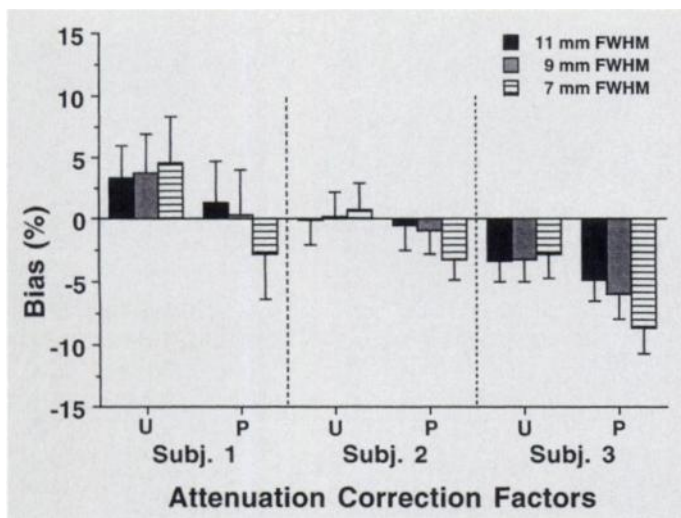 15
10
5
0
-5
-10
-15
Bias (%)
11 mm FWHM
9 mm FWHM
7 mm FWHM
U P U P U P
Subj. 1 Subj. 2 Subj. 3
Attenuation Correction Factors